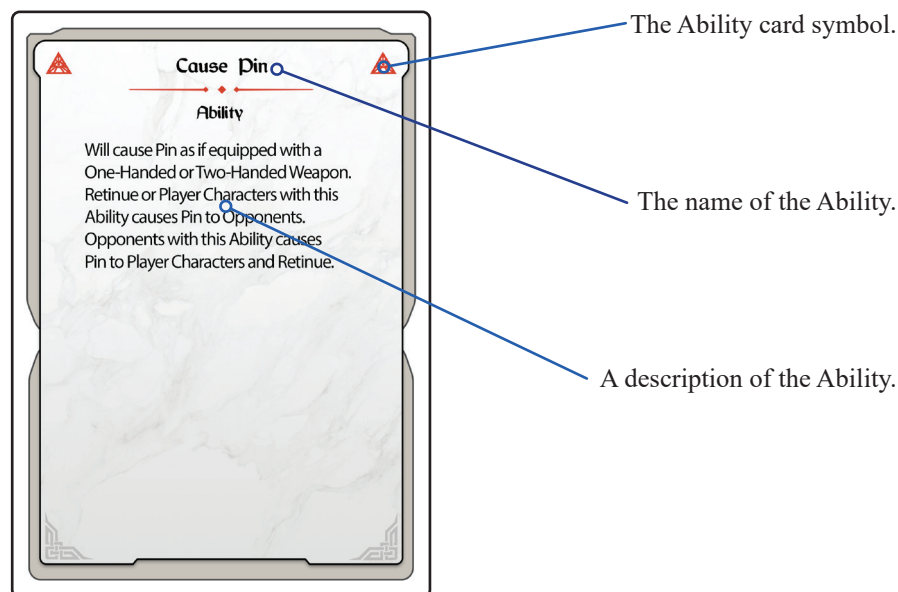 The Ability card symbol.
Cause Pin
Ability
Will cause Pin as if equipped with a
One-Handed or Two-Handed Weapon.
Retinue or Player Characters with this
Ability causes Pin to Opponents.
Opponents with this Ability causes
Pin to Player Characters and Retinue.
The name of the Ability.
A description of the Ability.